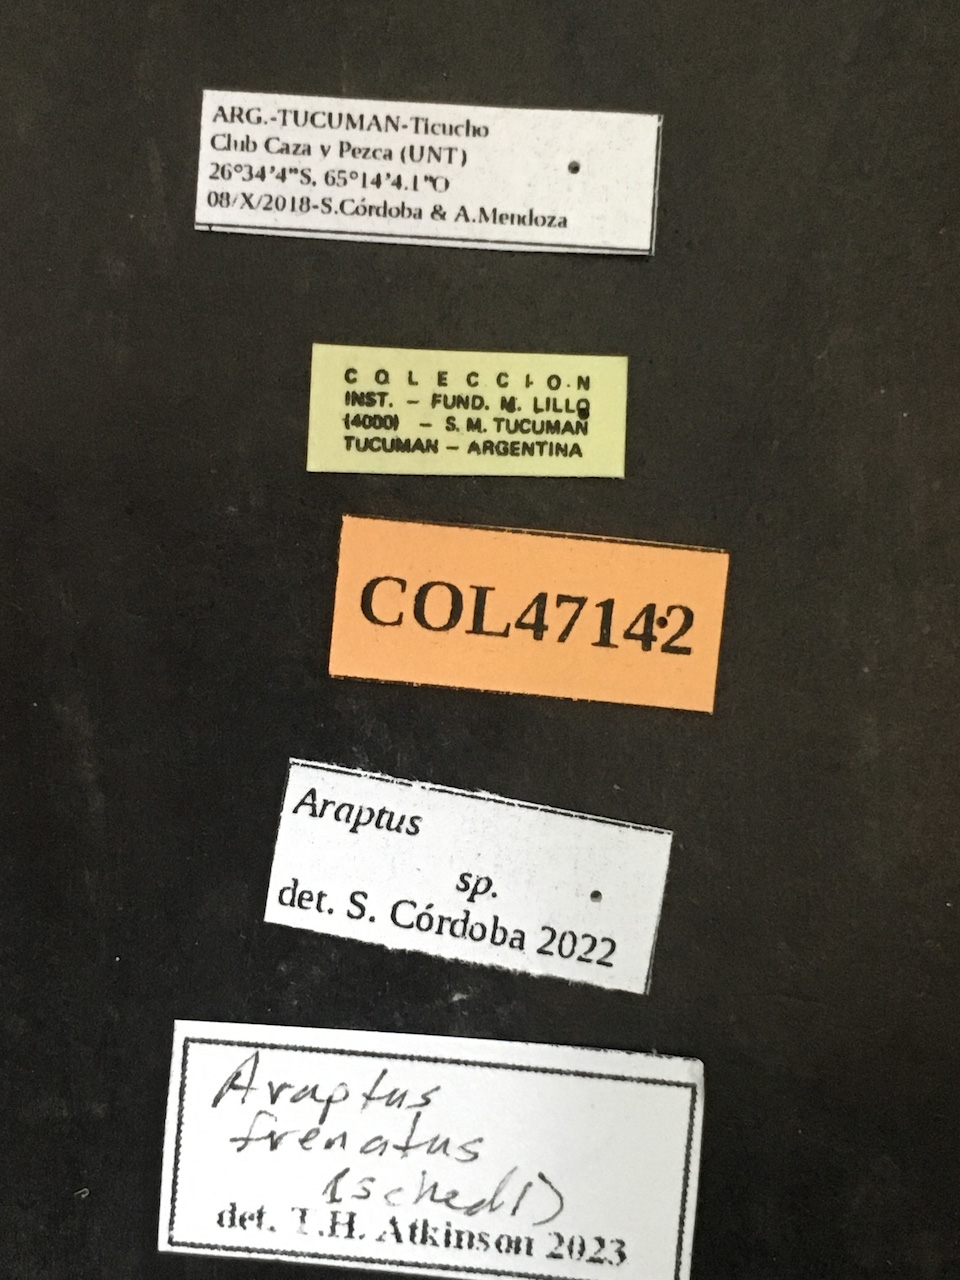 ARG.-TUCUMAN-Ticucho
Club Caza y Pezca (UNT)
26°34'4"S, 65°14'4.1"O
08/X/2018-S.Córdoba & A.Mendoza
COLECCION
INST. - FUND. M. LILLO
(4000) - S. M. TUCUMAN
TUCUMAN - ARGENTINA
COL47142
Araptus
sp.
det. S. Córdoba 2022
Araptus
frenatus
(schedl)
det. T.H. Atkinson 2023